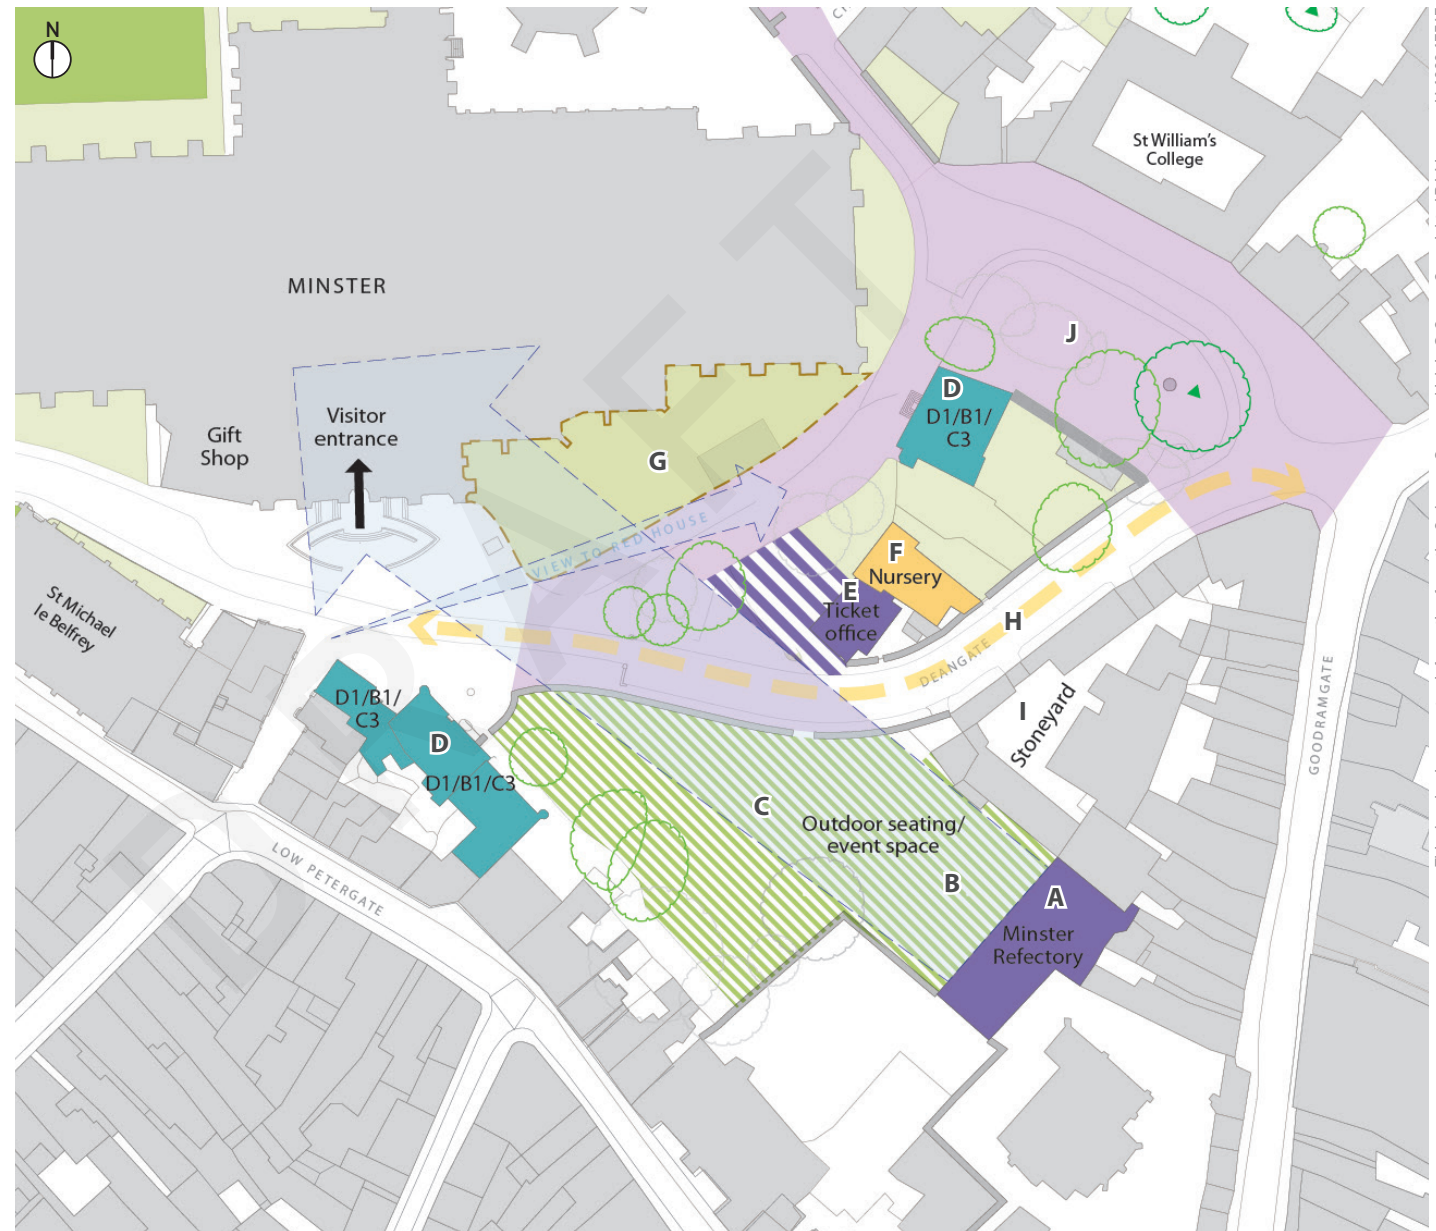 N
St William's
College
MINSTER
J
Visitor
entrance
D
D1/B1/
C3
Gift
Shop
G
VIEW TO RED HOUSE
F
Nursery
E
Ticket
office
St Michael
le Belfrey
H
DEANGATE
I
Stoneyard
GOODRAMGATE
D1/B1/
C3
D
D1/B1/C3
C
Outdoor seating/
event space
B
A
Minster
Refectory
LOW PETERGATE
DRAFT